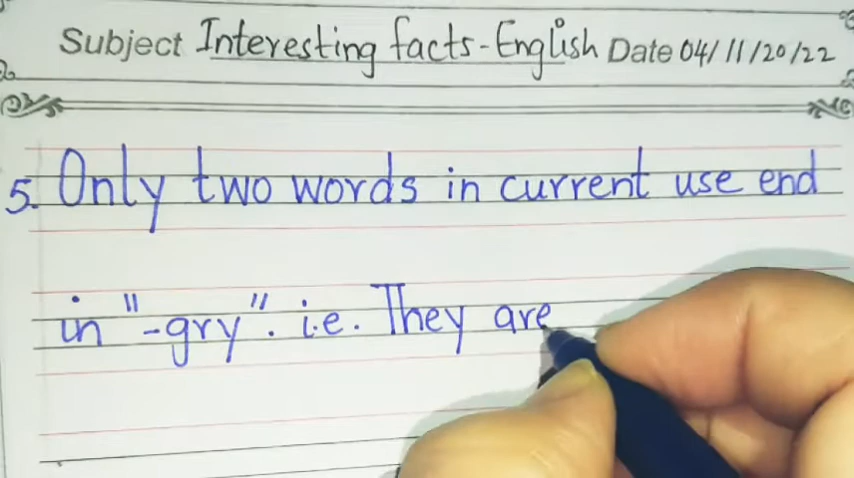 Subject Interesting facts-English Date 04/11/20/22
5. Only two words in current use end
in "-gry". i.e. They are